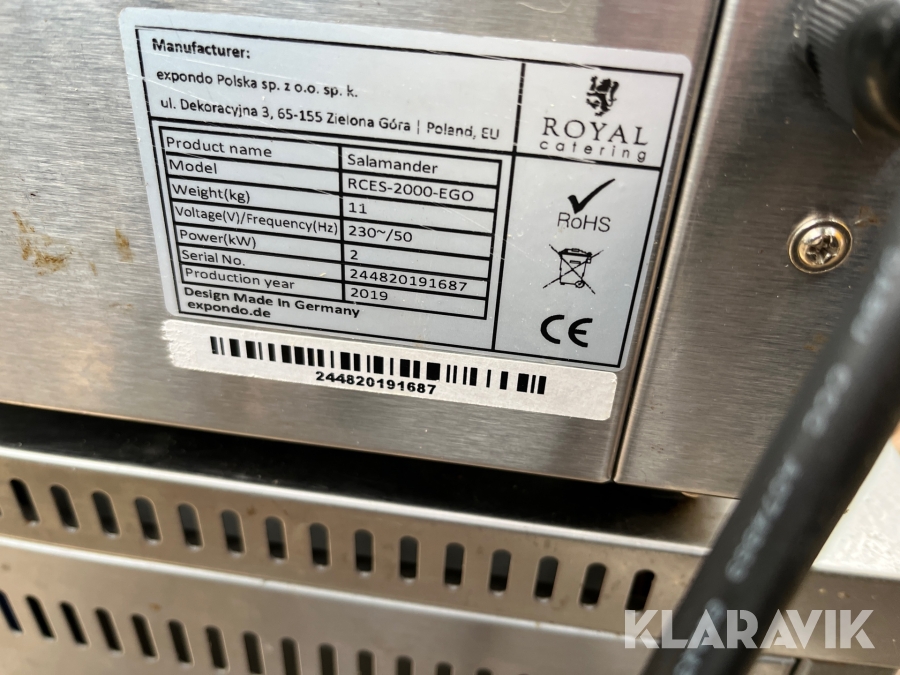 Manufacturer:
expondo Polska sp. z o.o. sp. k.
ul. Dekoracyjna 3, 65-155 Zielona Góra | Poland, EU
ROYAL
catering
Product name Salamander
Model RCES-2000-EGO
Weight(kg) 11
Voltage(V)/Frequency(Hz) 230~/50
Power(kW) 2
Serial No. 244820191687
Production year 2019
Design Made In Germany
expondo.de
RoHS
CE
244820191687
KLARAVIK